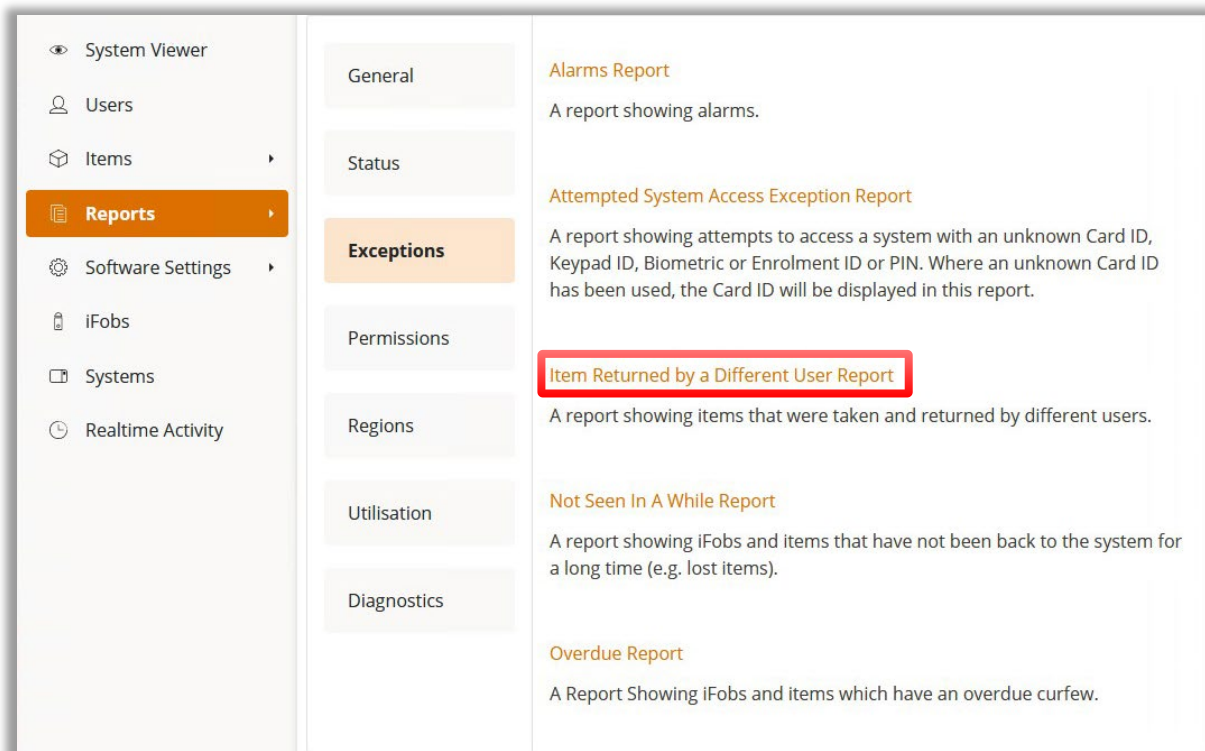 System Viewer
Users
Items
Reports
Software Settings
iFobs
Systems
Realtime Activity
General
Status
Exceptions
Permissions
Regions
Utilisation
Diagnostics
Alarms Report
A report showing alarms.
Attempted System Access Exception Report
A report showing attempts to access a system with an unknown Card ID,
Keypad ID, Biometric or Enrolment ID or PIN. Where an unknown Card ID
has been used, the Card ID will be displayed in this report.
Item Returned by a Different User Report
A report showing items that were taken and returned by different users.
Not Seen In A While Report
A report showing iFobs and items that have not been back to the system for
a long time (e.g. lost items).
Overdue Report
A Report Showing iFobs and items which have an overdue curfew.